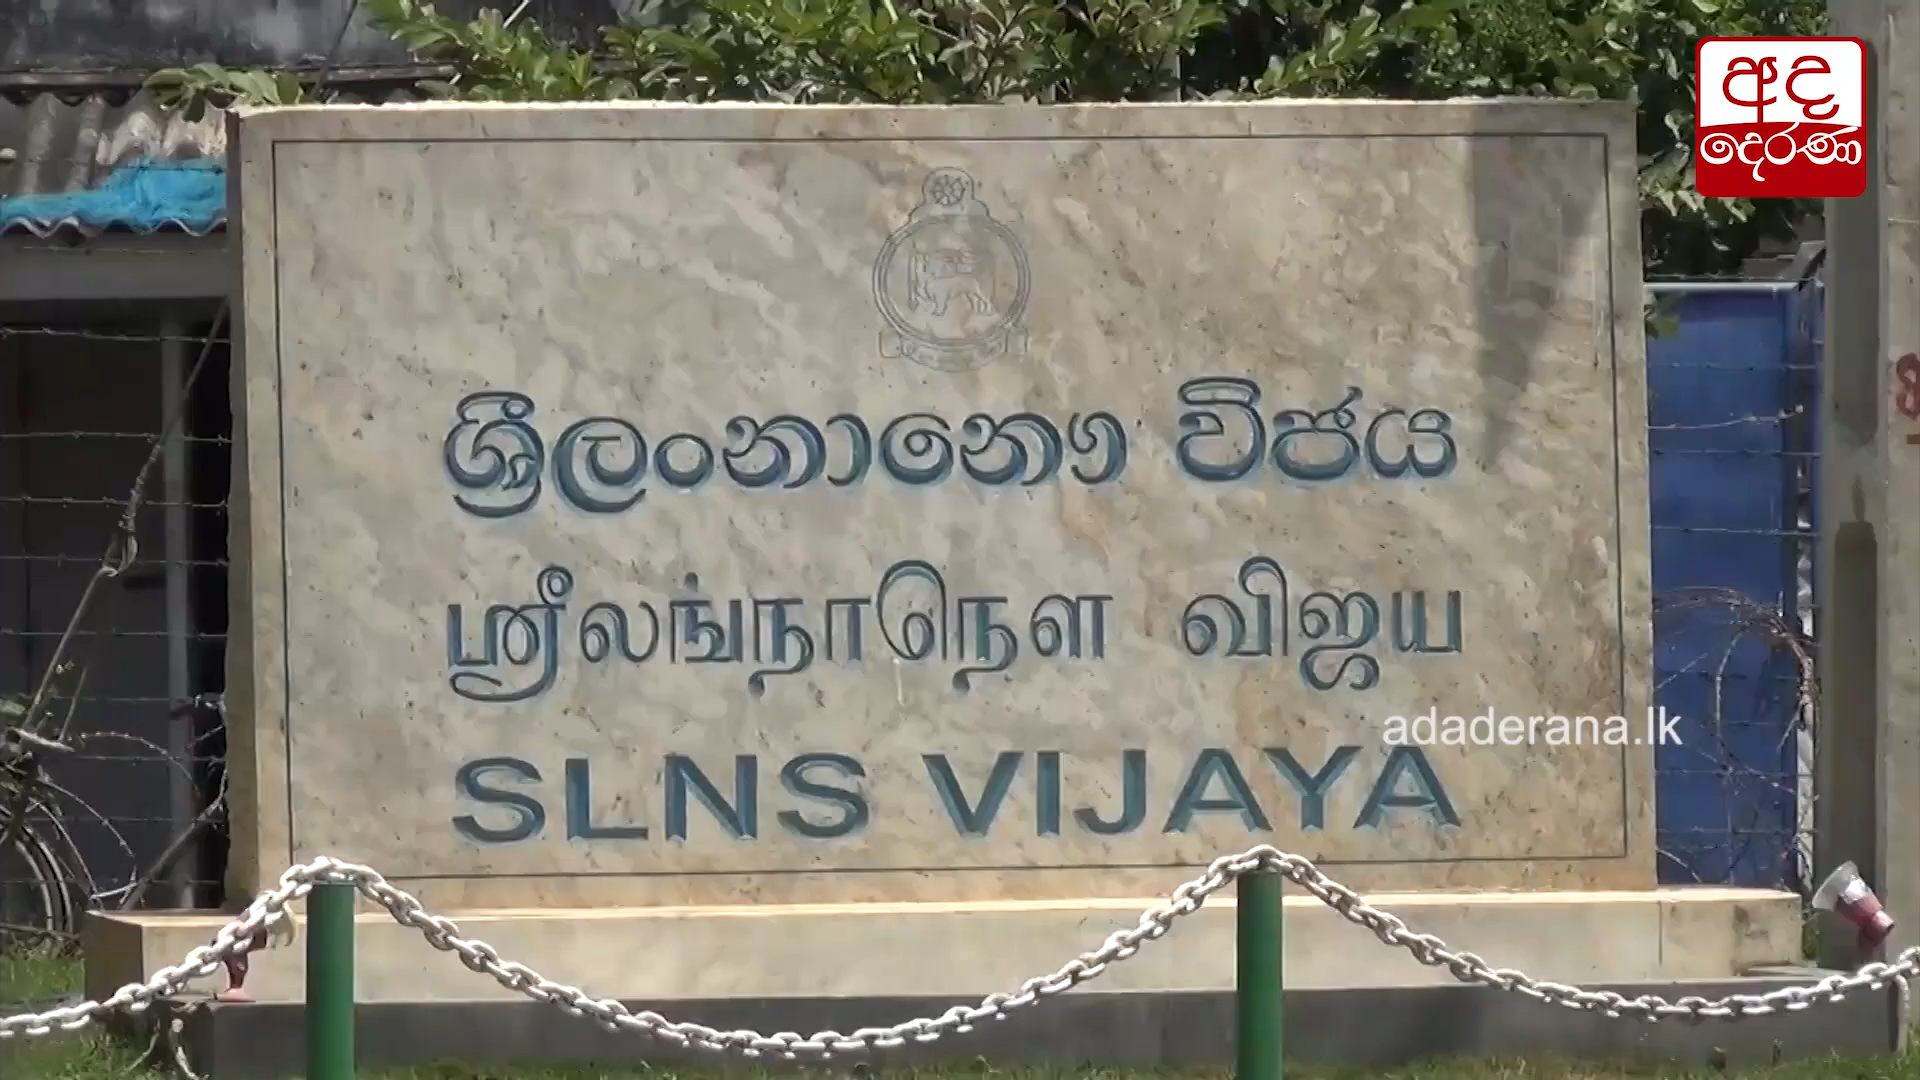 අද
දෙරණ
ශ්‍රීලංනානෞ විජය
ஸ்ரீலங்நாநௌ விஜய
adaderana.lk
SLNS VIJAYA